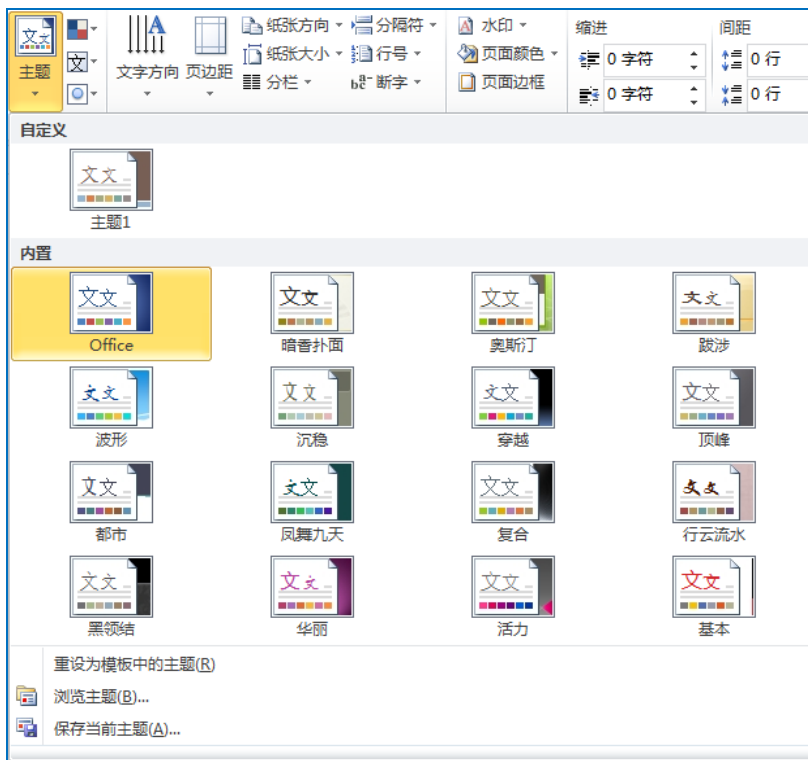 主题
文字方向
页边距
纸张方向
纸张大小
分栏
分隔符
行号
断字
水印
页面颜色
页面边框
缩进
0 字符
0 字符
间距
0 行
0 行
自定义
主题1
内置
Office 暗香扑面 奥斯汀 跋涉
波形 沉稳 穿越 顶峰
都市 凤舞九天 复合 行云流水
黑领结 华丽 活力 基本
重设为模板中的主题(R)
浏览主题(B)...
保存当前主题(A)...